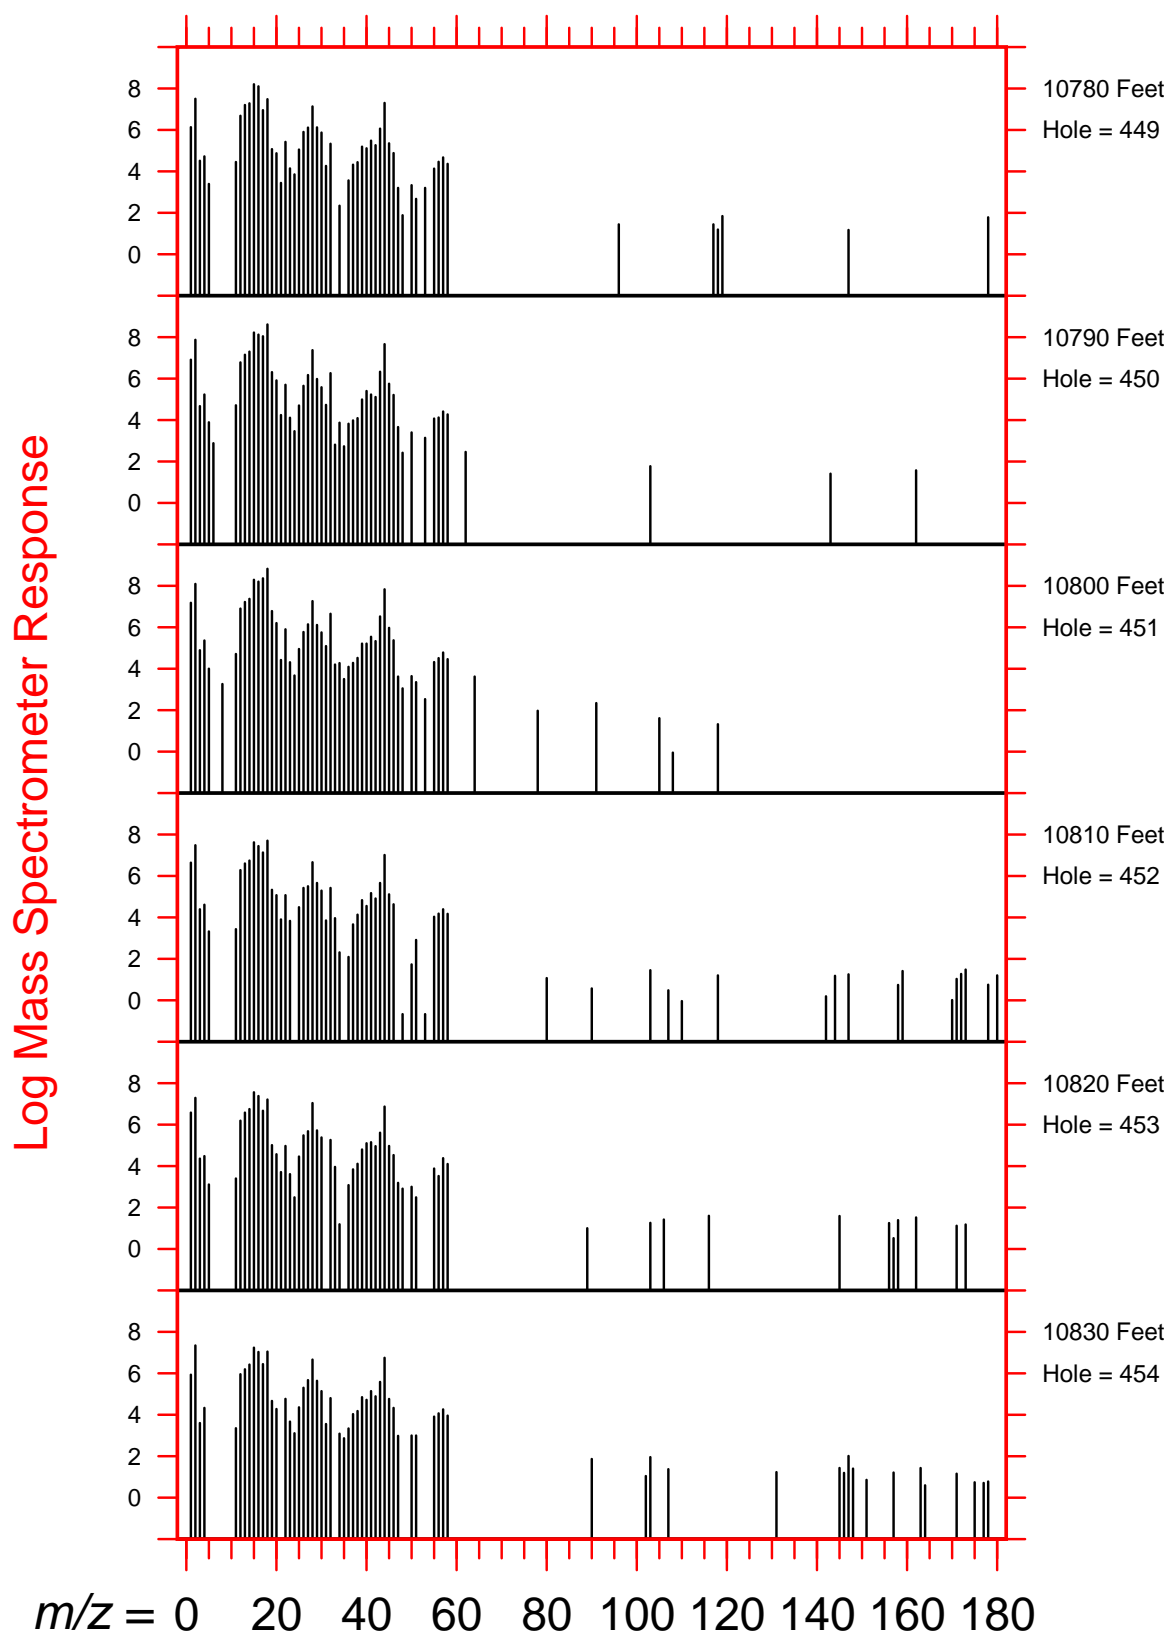 8
6
4
2
0
10780 Feet
Hole = 449
8
6
4
2
0
10790 Feet
Hole = 450
8
6
4
2
0
10800 Feet
Hole = 451
8
6
4
2
0
10810 Feet
Hole = 452
8
6
4
2
0
10820 Feet
Hole = 453
8
6
4
2
0
10830 Feet
Hole = 454
Log Mass Spectrometer Response
m/z = 0 20 40 60 80 100 120 140 160 180